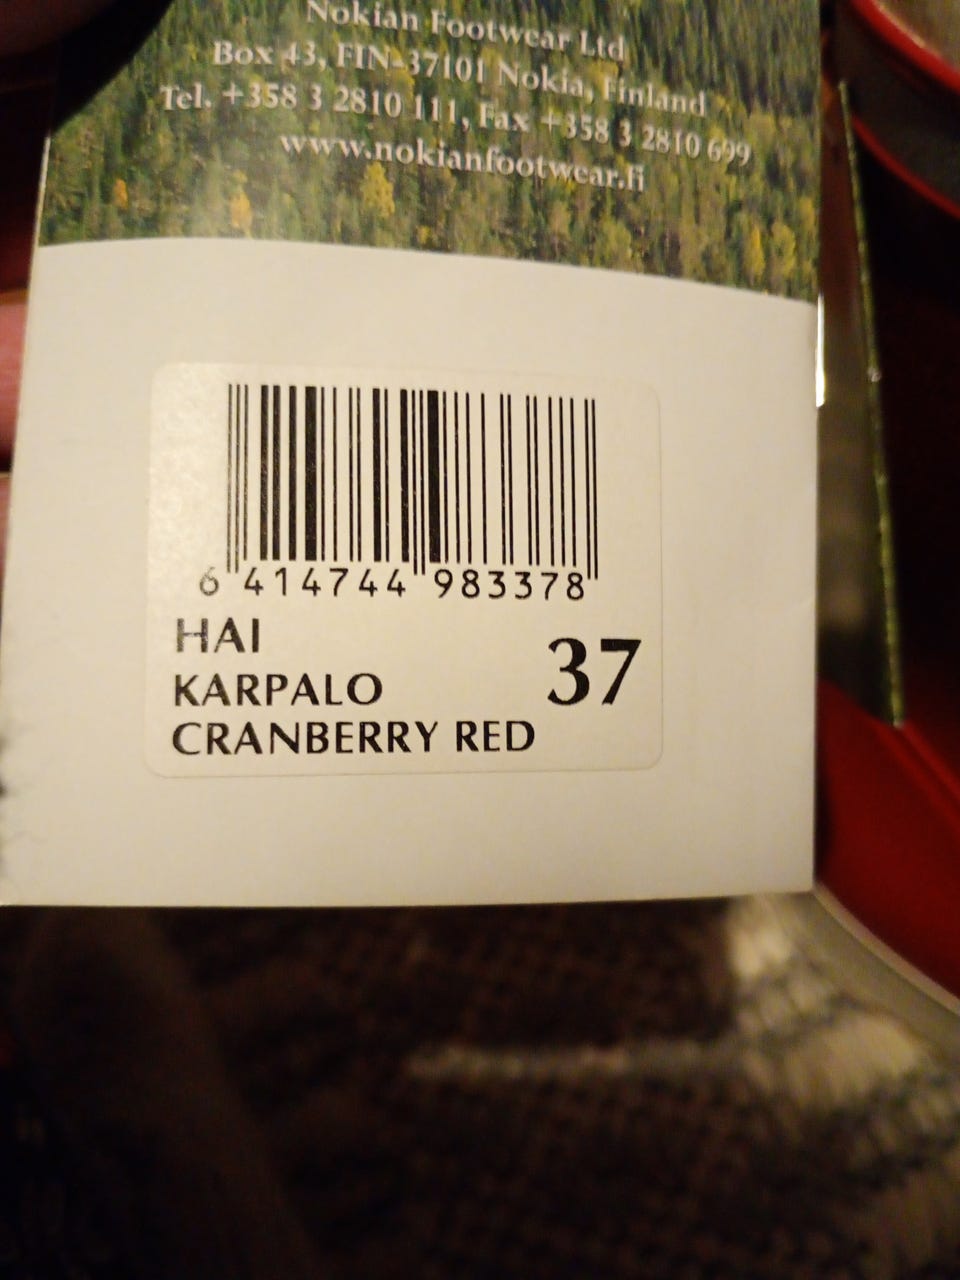 Nokian Footwear Ltd
Box 43, FIN-37101 Nokia, Finland
Tel. +358 3 2810 111, Fax +358 3 2810 699
www.nokianfootwear.fi
6 414744 983378
HAI
37
KARPALO
CRANBERRY RED